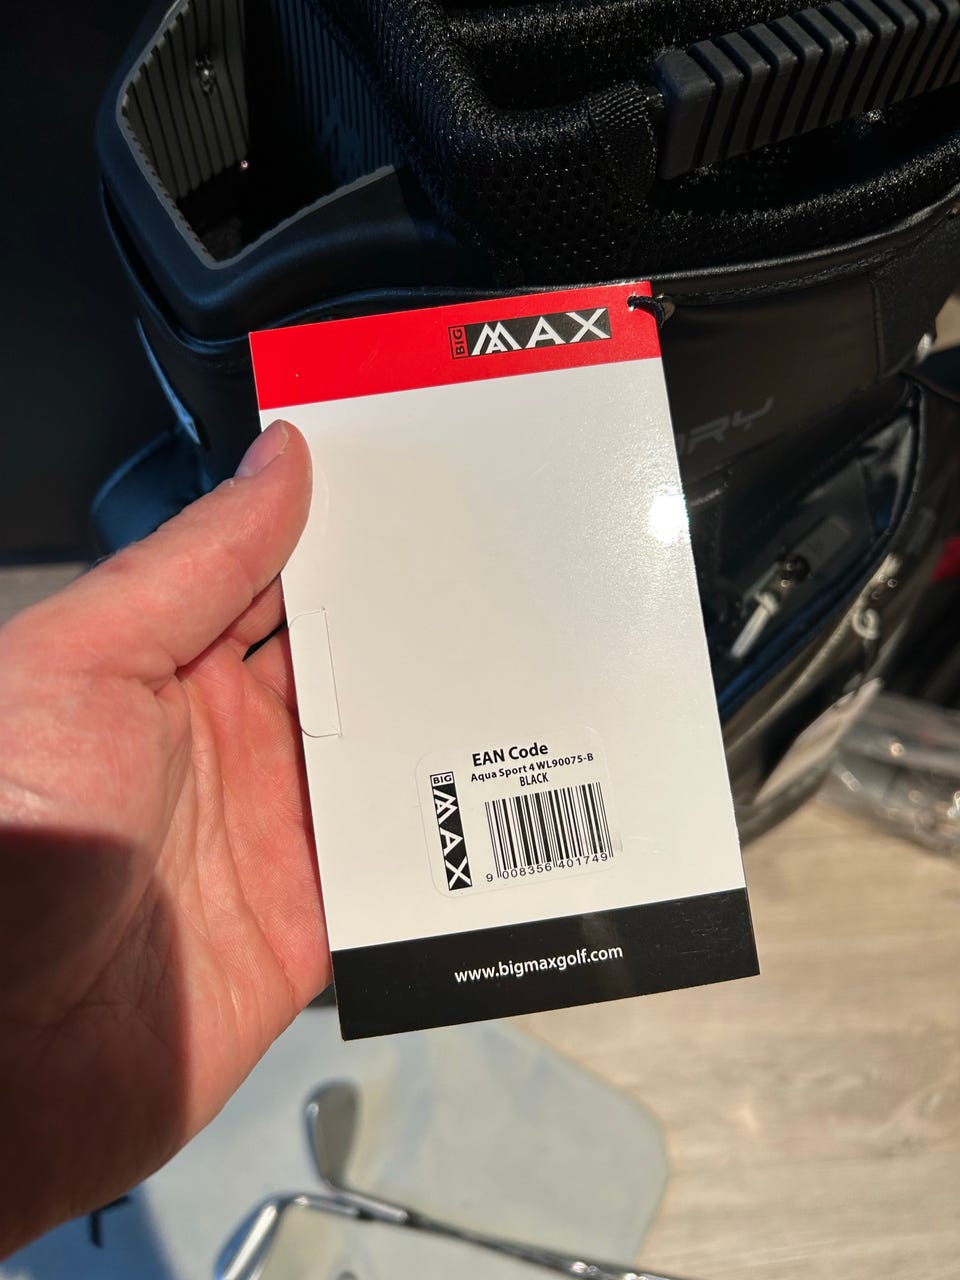 BIG MAX
EAN Code
Aqua Sport 4 WL90075-B
BLACK
BIG MAX
9 008356 401749
www.bigmaxgolf.com